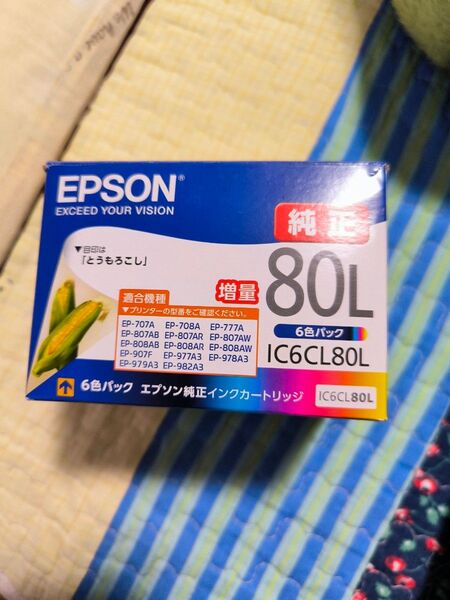 EPSON
EXCEED YOUR VISION
純正
▼目印は
「とうもろこし」
増量
80L
適合機種
▼プリンターの型番をご確認ください。
EP-707A EP-708A EP-777A
EP-807AB EP-807AR EP-807AW
EP-808AB EP-808AR EP-808AW
EP-907F EP-977A3 EP-978A3
EP-979A3 EP-982A3
6色パック
IC6CL80L
6色パック エプソン純正インクカートリッジ
IC6CL80L